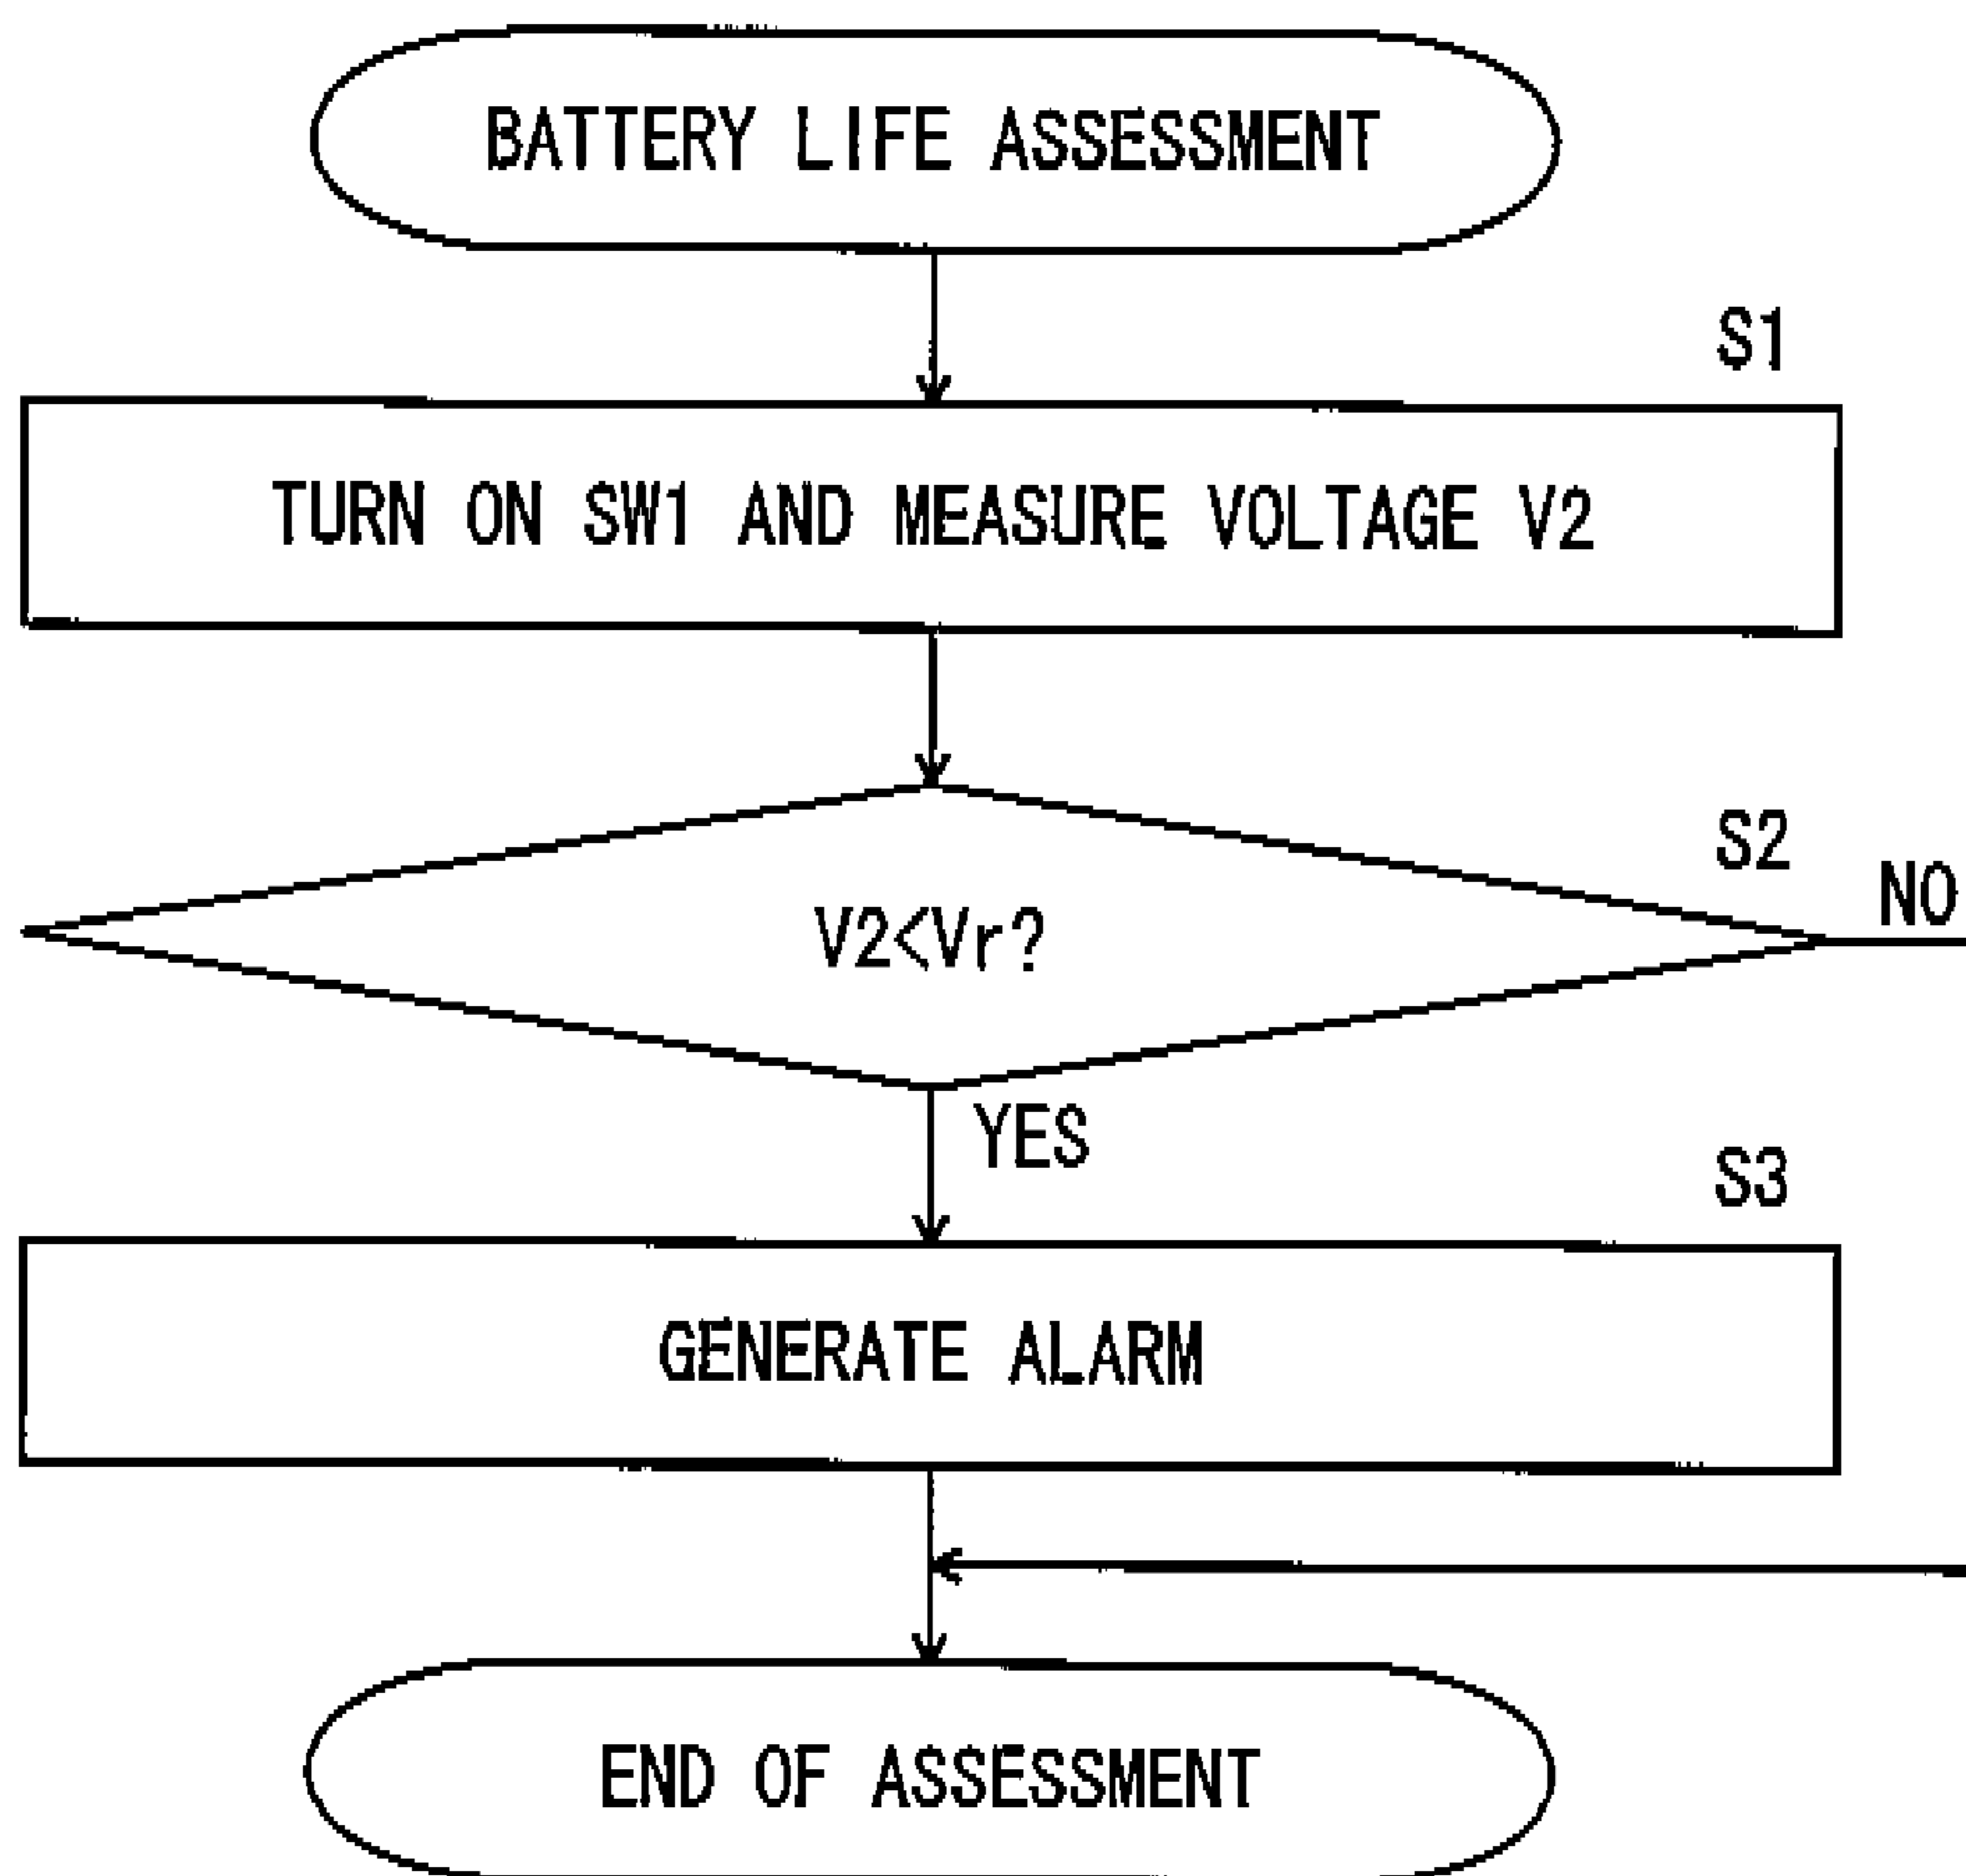 BATTERY LIFE ASSESSMENT
S1
TURN ON SW1 AND MEASURE VOLTAGE V2
S2
NO
V2<Vr?
YES
S3
GENERATE ALARM
END OF ASSESSMENT